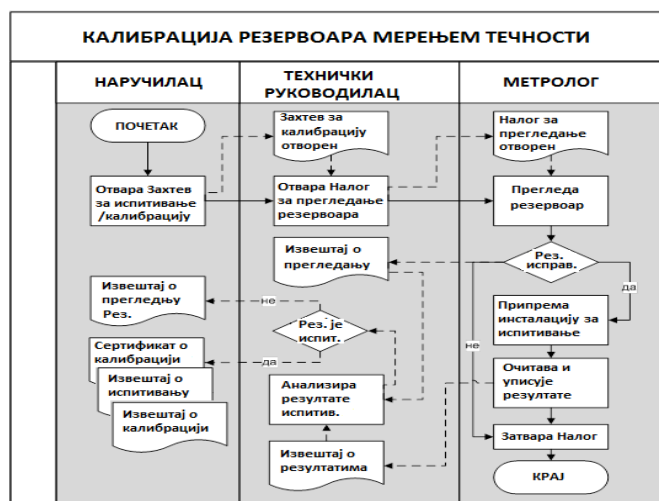 КАЛИБРАЦИЈА РЕЗЕРВОАРА МЕРЕЊЕМ ТЕЧНОСТИ
НАРУЧИЛАЦ
ТЕХНИЧКИ
РУКОВОДИЛАЦ
МЕТРОЛОГ
ПОЧЕТАК
Захтев за
калибрацију
отворен
Налог за
прегледање
отворен
Отвара Захтев
за испитивање
/калибрацију
Отвара Налог
за прегледање
резервоара
Прегледа
резервоар
Извештај о
прегледању
Рез.
исправ.
да
Извештај о
прегледњу
Рез.
не
Рез. је
испит.
Припрема
инсталацију за
испитивање
не
Сертификат о
калибрацији
да
Извештај о
испитивању
Извештај о
калибрацији
Анализира
резултате
испитив.
Очитава и
уписује
резултате
Извештај о
резултатима
Затвара Налог
КРАЈ